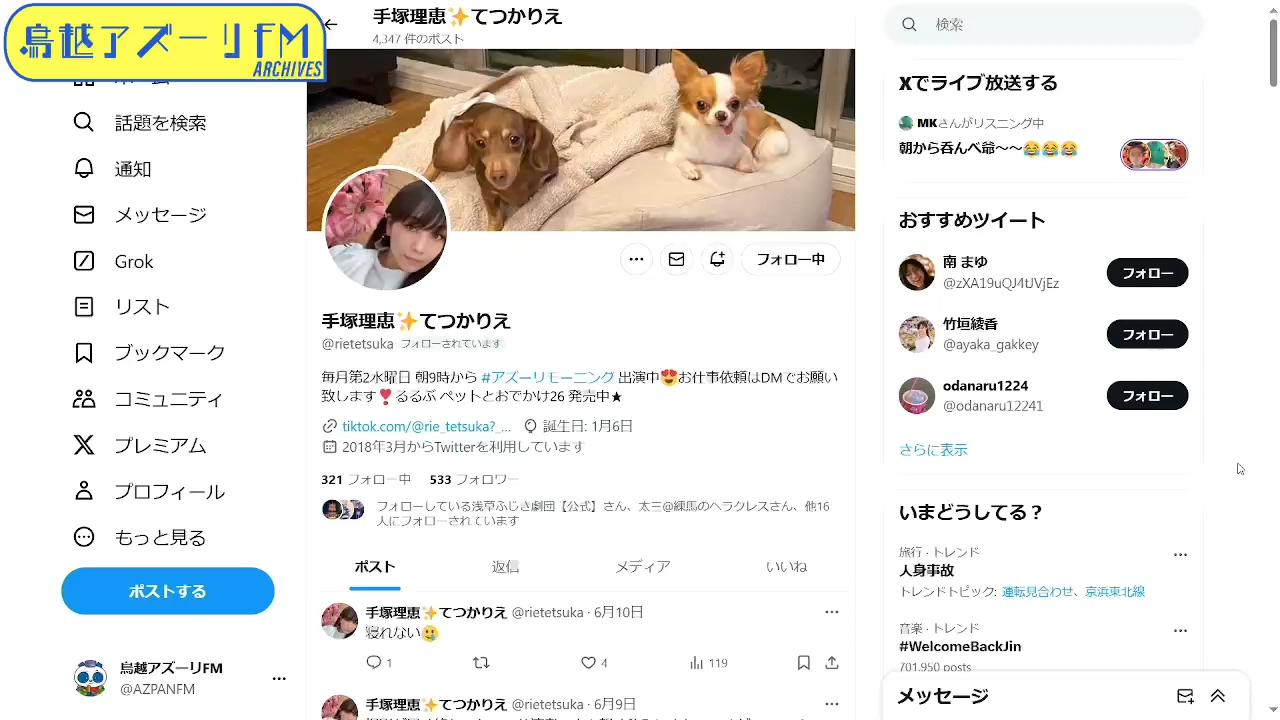 鳥越アズーリFM
ARCHIVES
話題を検索
通知
メッセージ
Grok
リスト
ブックマーク
コミュニティ
プレミアム
プロフィール
もっと見る
ポストする
鳥越アズーリFM
@AZPANFM
手塚理恵✨てつかりえ
4,347 件のポスト
フォロー中
手塚理恵✨てつかりえ
@rietetsuka フォローされています
毎月第2水曜日 朝9時から #アズーリモーニング 出演中😍お仕事依頼はDMでお願い
致します❣️るるぶ ペットとおでかけ26 発売中★
tiktok.com/@rie_tetsuka?_... 誕生日: 1月6日
2018年3月からTwitterを利用しています
321 フォロー中 533 フォロワー
フォローしている浅草ふじき劇団【公式】さん、太三@練馬のヘラクレスさん、他16
人にフォローされています
ポスト 返信 メディア いいね
手塚理恵✨てつかりえ @rietetsuka · 6月10日
寝れない🥲
1 4 119
手塚理恵✨てつかりえ @rietetsuka · 6月9日
検索
Xでライブ放送する
MKさんがリスニング中
朝から呑んべ爺〜〜😂😂😂
おすすめツイート
南 まゆ
@zXA19uQJ4tJVjEz
フォロー
竹垣綾香
@ayaka_gakkey
フォロー
odanaru1224
@odanaru12241
フォロー
さらに表示
いまどうしてる？
旅行 · トレンド
人身事故
トレンドトピック: 運転見合わせ、京浜東北線
音楽 · トレンド
#WelcomeBackJin
701,950 posts
メッセージ